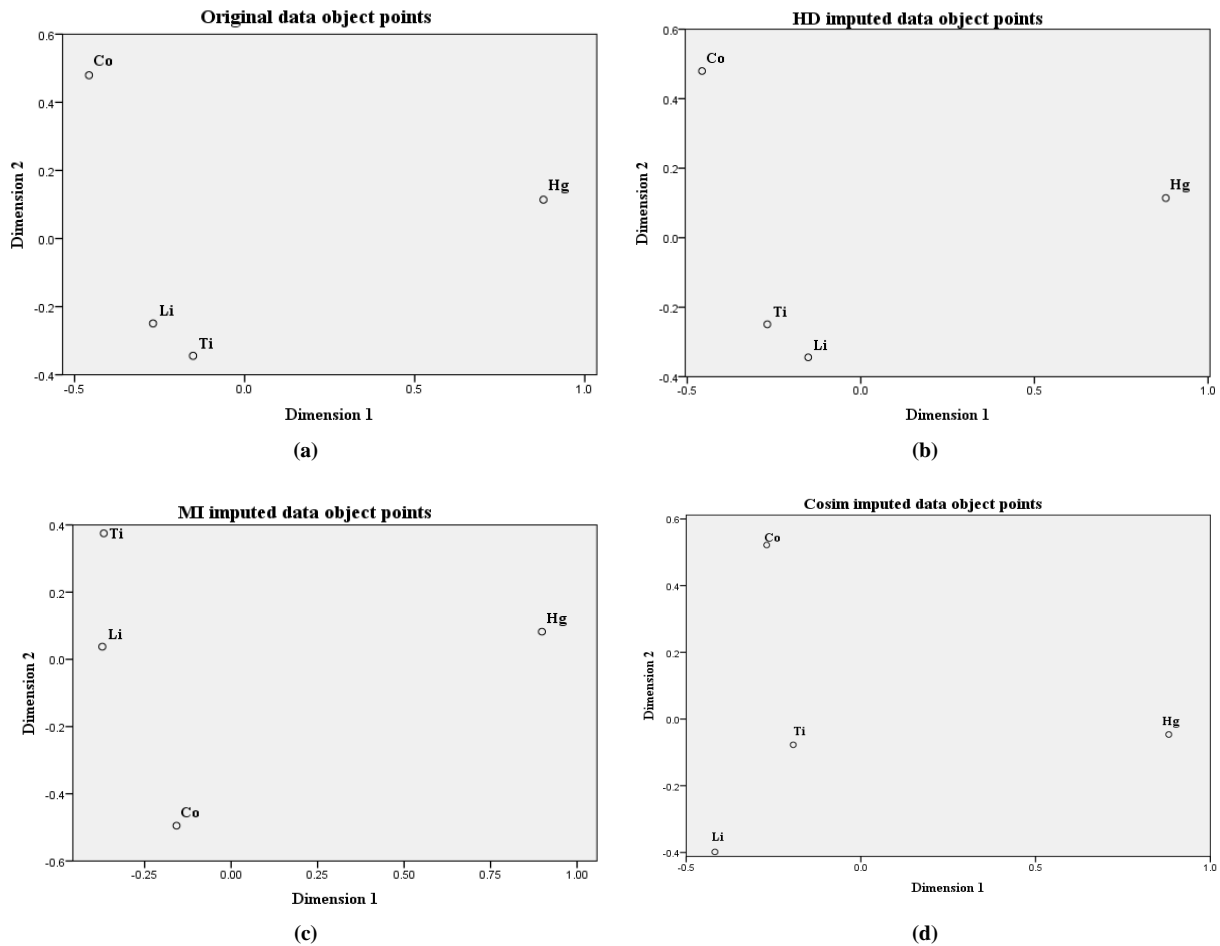 Original data object points
0.6
Co
0.4
0.2
Hg
0.0
Li
-0.2
Ti
-0.4
-0.5 0.0 0.5 1.0
Dimension 2
Dimension 1
(a)
HD imputed data object points
0.6
Co
0.4
0.2
Hg
0.0
Ti
-0.2
Li
-0.4
-0.5 0.0 0.5 1.0
Dimension 2
Dimension 1
(b)
MI imputed data object points
0.4
Ti
0.2
Hg
Li
0.0
-0.2
-0.4
Co
-0.6
-0.25 0.00 0.25 0.50 0.75 1.00
Dimension 2
Dimension 1
(c)
Cosim imputed data object points
0.6
Co
0.4
0.2
0.0
Hg
Ti
-0.2
Li
-0.4
-0.5 0.0 0.5 1.0
Dimension 2
Dimension 1
(d)